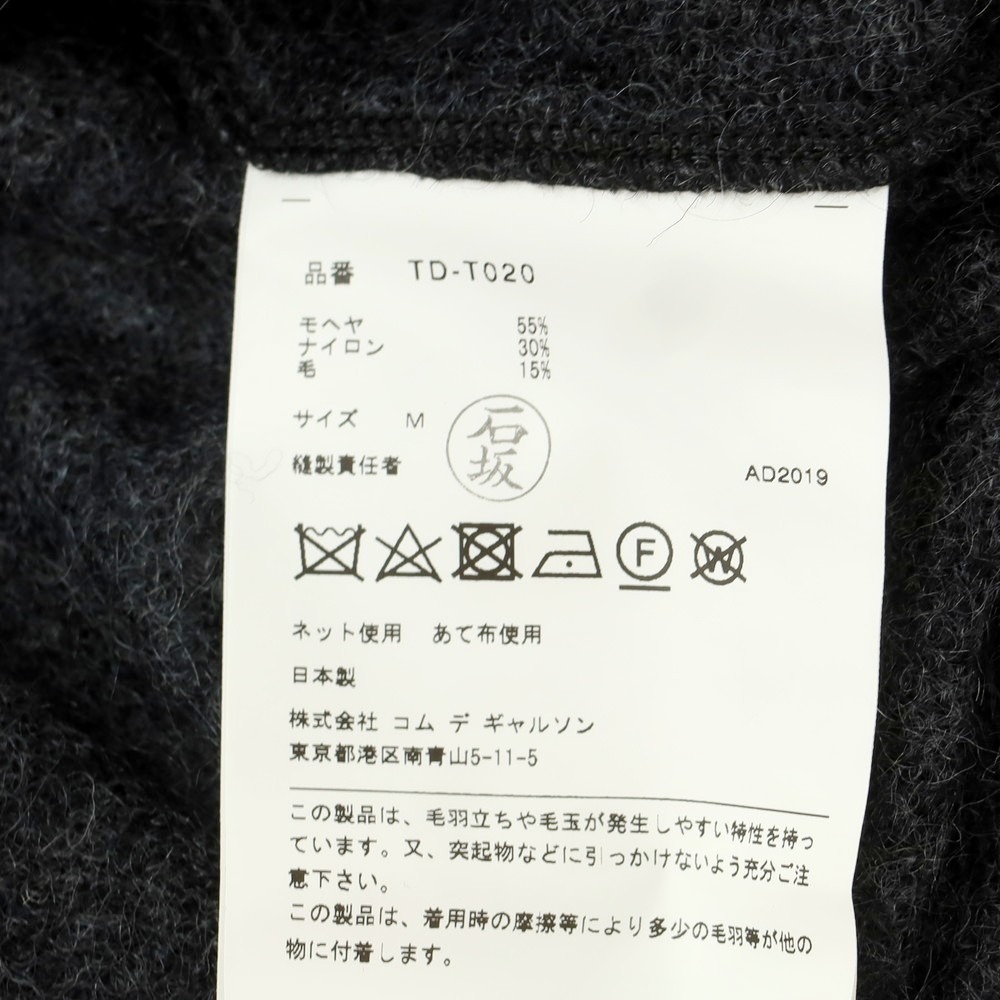 品番 TD-T020
モヘヤ 55%
ナイロン 30%
毛 15%
サイズ M
石坂
縫製責任者
AD2019
F W
ネット使用 あて布使用
日本製
株式会社 コム デ ギャルソン
東京都港区南青山5-11-5
この製品は、毛羽立ちや毛玉が発生しやすい特性を持っ
ています。又、突起物などに引っかけないよう充分ご注
意下さい。
この製品は、着用時の摩擦等により多少の毛羽等が他の
物に付着します。